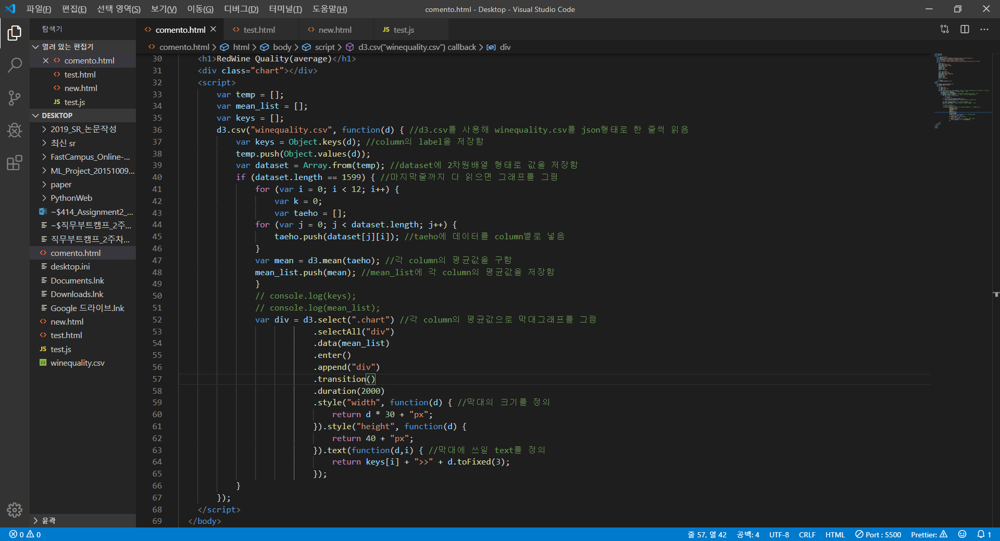 파일(F) 편집(E) 선택 영역(S) 보기(V) 이동(G) 디버그(D) 터미널(T) 도움말(H) comento.html - Desktop - Visual Studio Code
탐색기
comento.html test.html new.html JS test.js
comento.html > html > body > script > d3.csv("winequality.csv") callback > div
열려 있는 편집기
comento.html
test.html
new.html
JS test.js
DESKTOP
2019_SR_논문작성
최신 sr
FastCampus_Online-...
ML_Project_20151009...
paper
PythonWeb
~$414_Assignment2_...
~$직무부트캠프_2주...
직무부트캠프_2주차...
comento.html
desktop.ini
Documents.lnk
Downloads.lnk
Google 드라이브.lnk
new.html
test.html
JS test.js
winequality.csv
윤곽
30 <h1>RedWine Quality(average)</h1>
31 <div class="chart"></div>
32 <script>
33 var temp = [];
34 var mean_list = [];
35 var keys = [];
36 d3.csv("winequality.csv", function(d) { //d3.csv를 사용해 winequality.csv를 json형태로 한 줄씩 읽음
37 var keys = Object.keys(d); //column의 label을 저장함
38 temp.push(Object.values(d));
39 var dataset = Array.from(temp); //dataset에 2차원배열 형태로 값을 저장함
40 if (dataset.length == 1599) { //마지막줄까지 다 읽으면 그래프를 그림
41 for (var i = 0; i < 12; i++) {
42 var k = 0;
43 var taeho = [];
44 for (var j = 0; j < dataset.length; j++) {
45 taeho.push(dataset[j][i]); //taeho에 데이터를 column별로 넣음
46 }
47 var mean = d3.mean(taeho); //각 column의 평균값을 구함
48 mean_list.push(mean); //mean_list에 각 column의 평균값을 저장함
49 }
50 // console.log(keys);
51 // console.log(mean_list);
52 var div = d3.select(".chart") //각 column의 평균값으로 막대그래프를 그림
53 .selectAll("div")
54 .data(mean_list)
55 .enter()
56 .append("div")
57 .transition()
58 .duration(2000)
59 .style("width", function(d) { //막대의 크기를 정의
60 return d * 30 + "px";
61 }).style("height", function(d) {
62 return 40 + "px";
63 }).text(function(d,i) { //막대에 쓰일 text를 정의
64 return keys[i] + ">>" + d.toFixed(3);
65 });
66 }
67 });
68 </script>
69 </body>
0 0 줄 57, 열 42 공백: 4 UTF-8 CRLF HTML Port : 5500 Prettier: 1